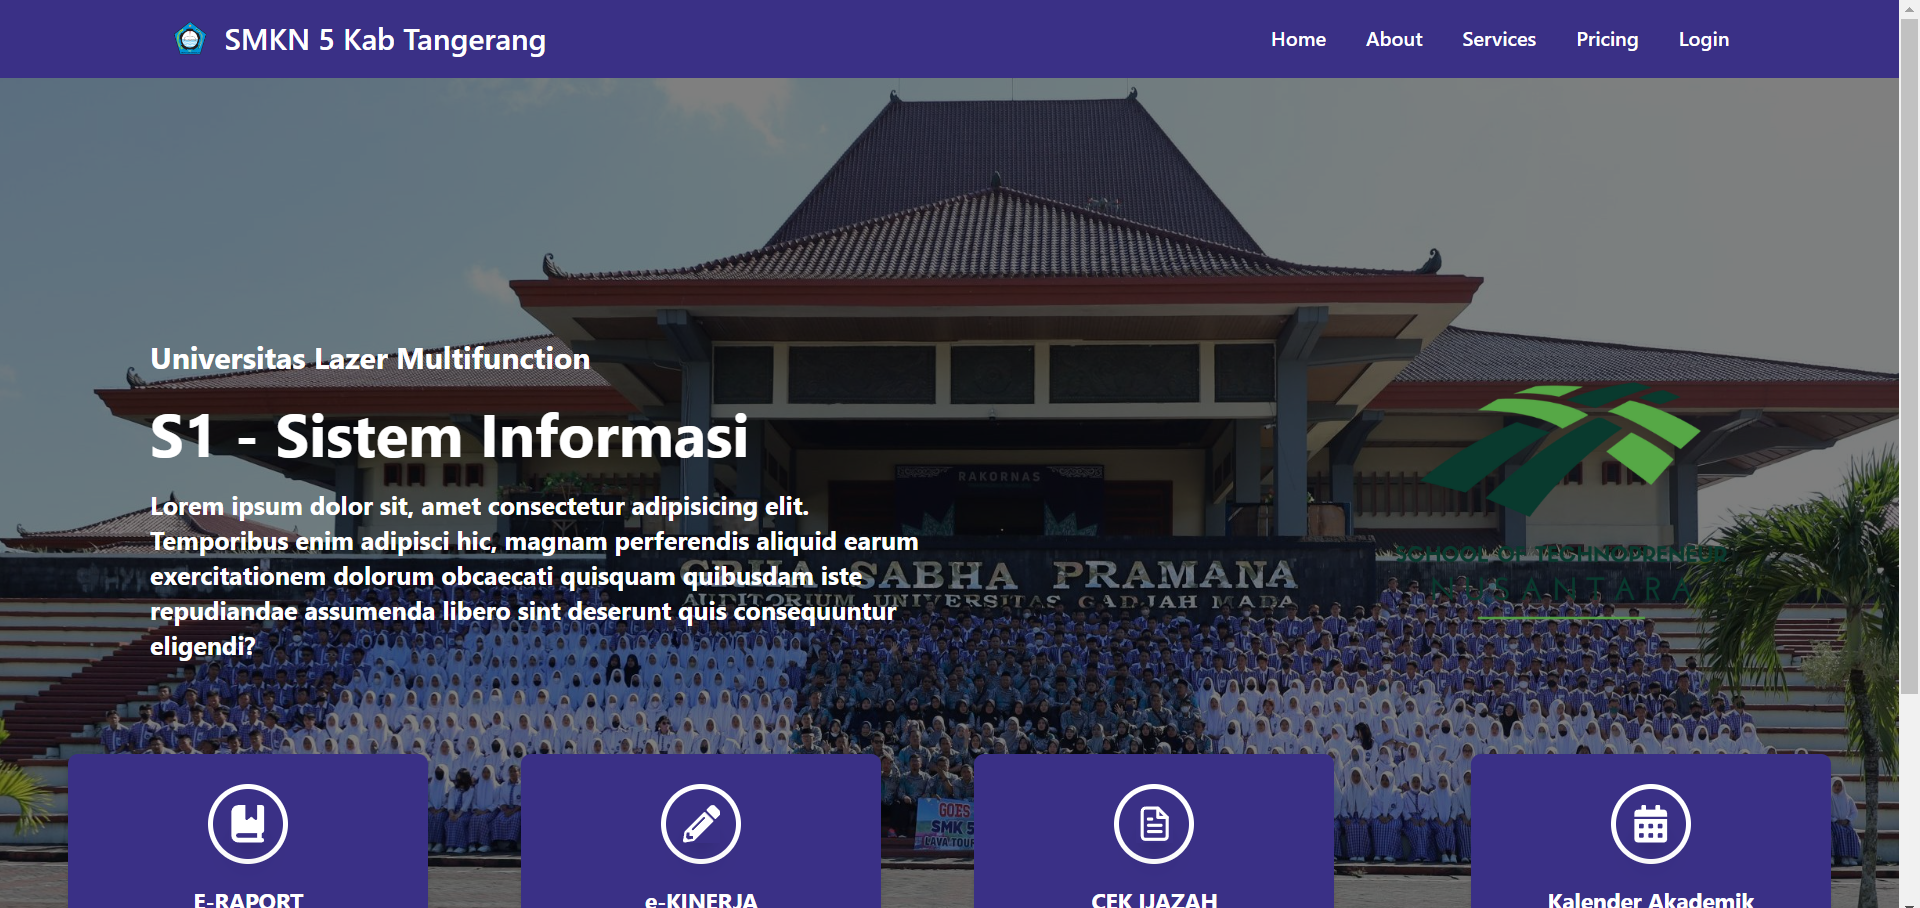 SMKN 5 Kab Tangerang
Home About Services Pricing Login
Universitas Lazer Multifunction
S1 - Sistem Informasi
Lorem ipsum dolor sit, amet consectetur adipisicing elit.
Temporibus enim adipisci hic, magnam perferendis aliquid earum
exercitationem dolorum obcaecati quisquam quibusdam iste
repudiandae assumenda libero sint deserunt quis consequuntur
eligendi?
RAKORNAS
GRHA SABHA PRAMANA
AUDITORIUM UNIVERSITAS GADJAH MADA
SCHOOL OF TECHNOPRENEUR
NUSANTARA
GOES
SMK 5
LAVA TOUR
E-RAPORT
e-KINERJA
CEK IJAZAH
Kalender Akademik